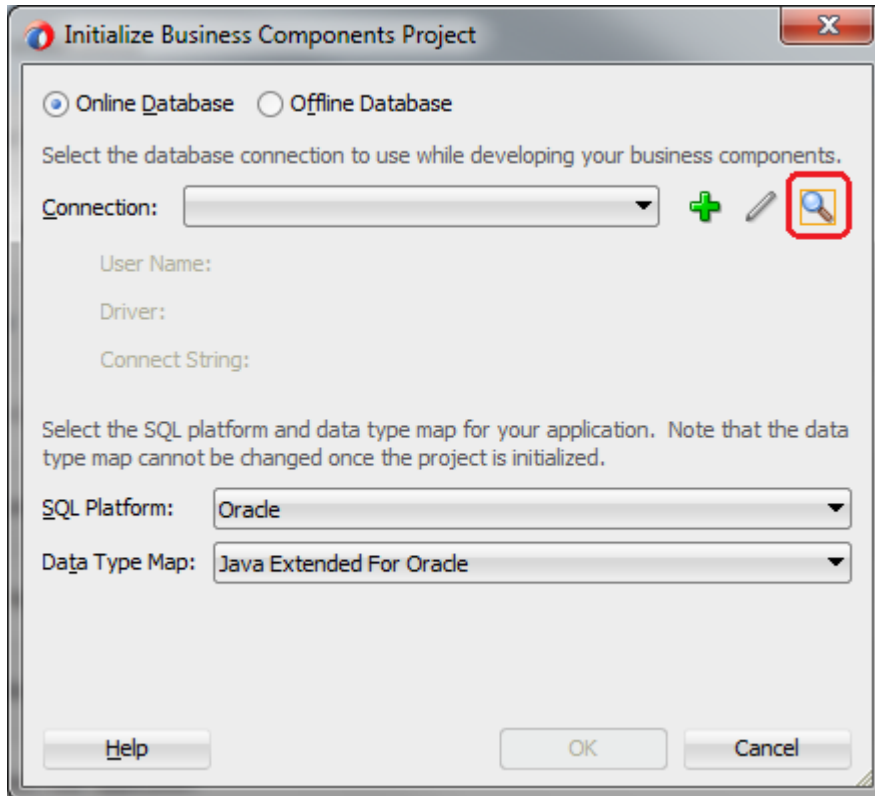 Initialize Business Components Project
Online Database Offline Database
Select the database connection to use while developing your business components.
Connection:
User Name:
Driver:
Connect String:
Select the SQL platform and data type map for your application. Note that the data
type map cannot be changed once the project is initialized.
SQL Platform: Oracle
Data Type Map: Java Extended For Oracle
Help OK Cancel